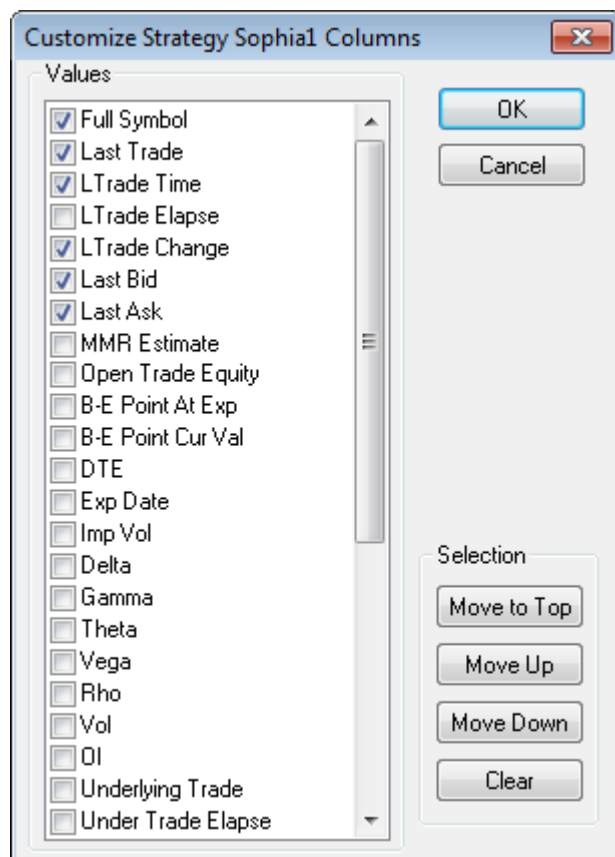 Customize Strategy Sophia1 Columns
Values
Full Symbol
Last Trade
LTrade Time
LTrade Elapse
LTrade Change
Last Bid
Last Ask
MMR Estimate
Open Trade Equity
B-E Point At Exp
B-E Point Cur Val
DTE
Exp Date
Imp Vol
Delta
Gamma
Theta
Vega
Rho
Vol
OI
Underlying Trade
Under Trade Elapse
OK
Cancel
Selection
Move to Top
Move Up
Move Down
Clear